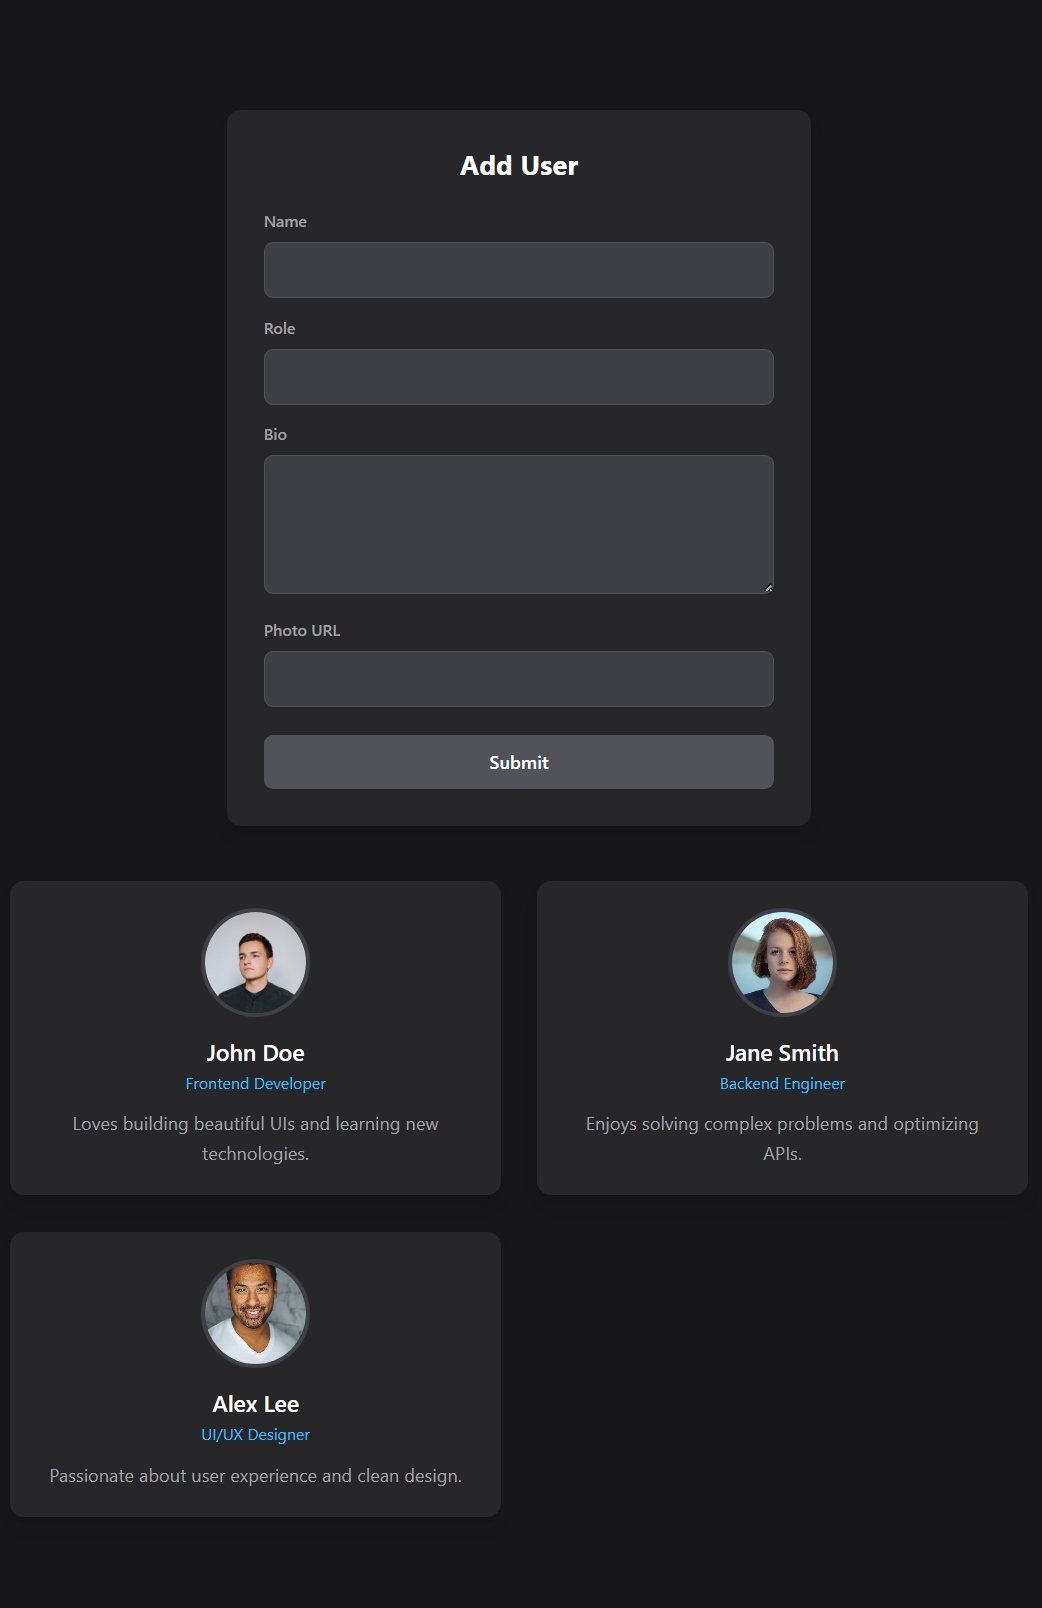 Add User
Name
Role
Bio
Photo URL
Submit
John Doe
Frontend Developer
Loves building beautiful UIs and learning new
technologies.
Jane Smith
Backend Engineer
Enjoys solving complex problems and optimizing
APIs.
Alex Lee
UI/UX Designer
Passionate about user experience and clean design.